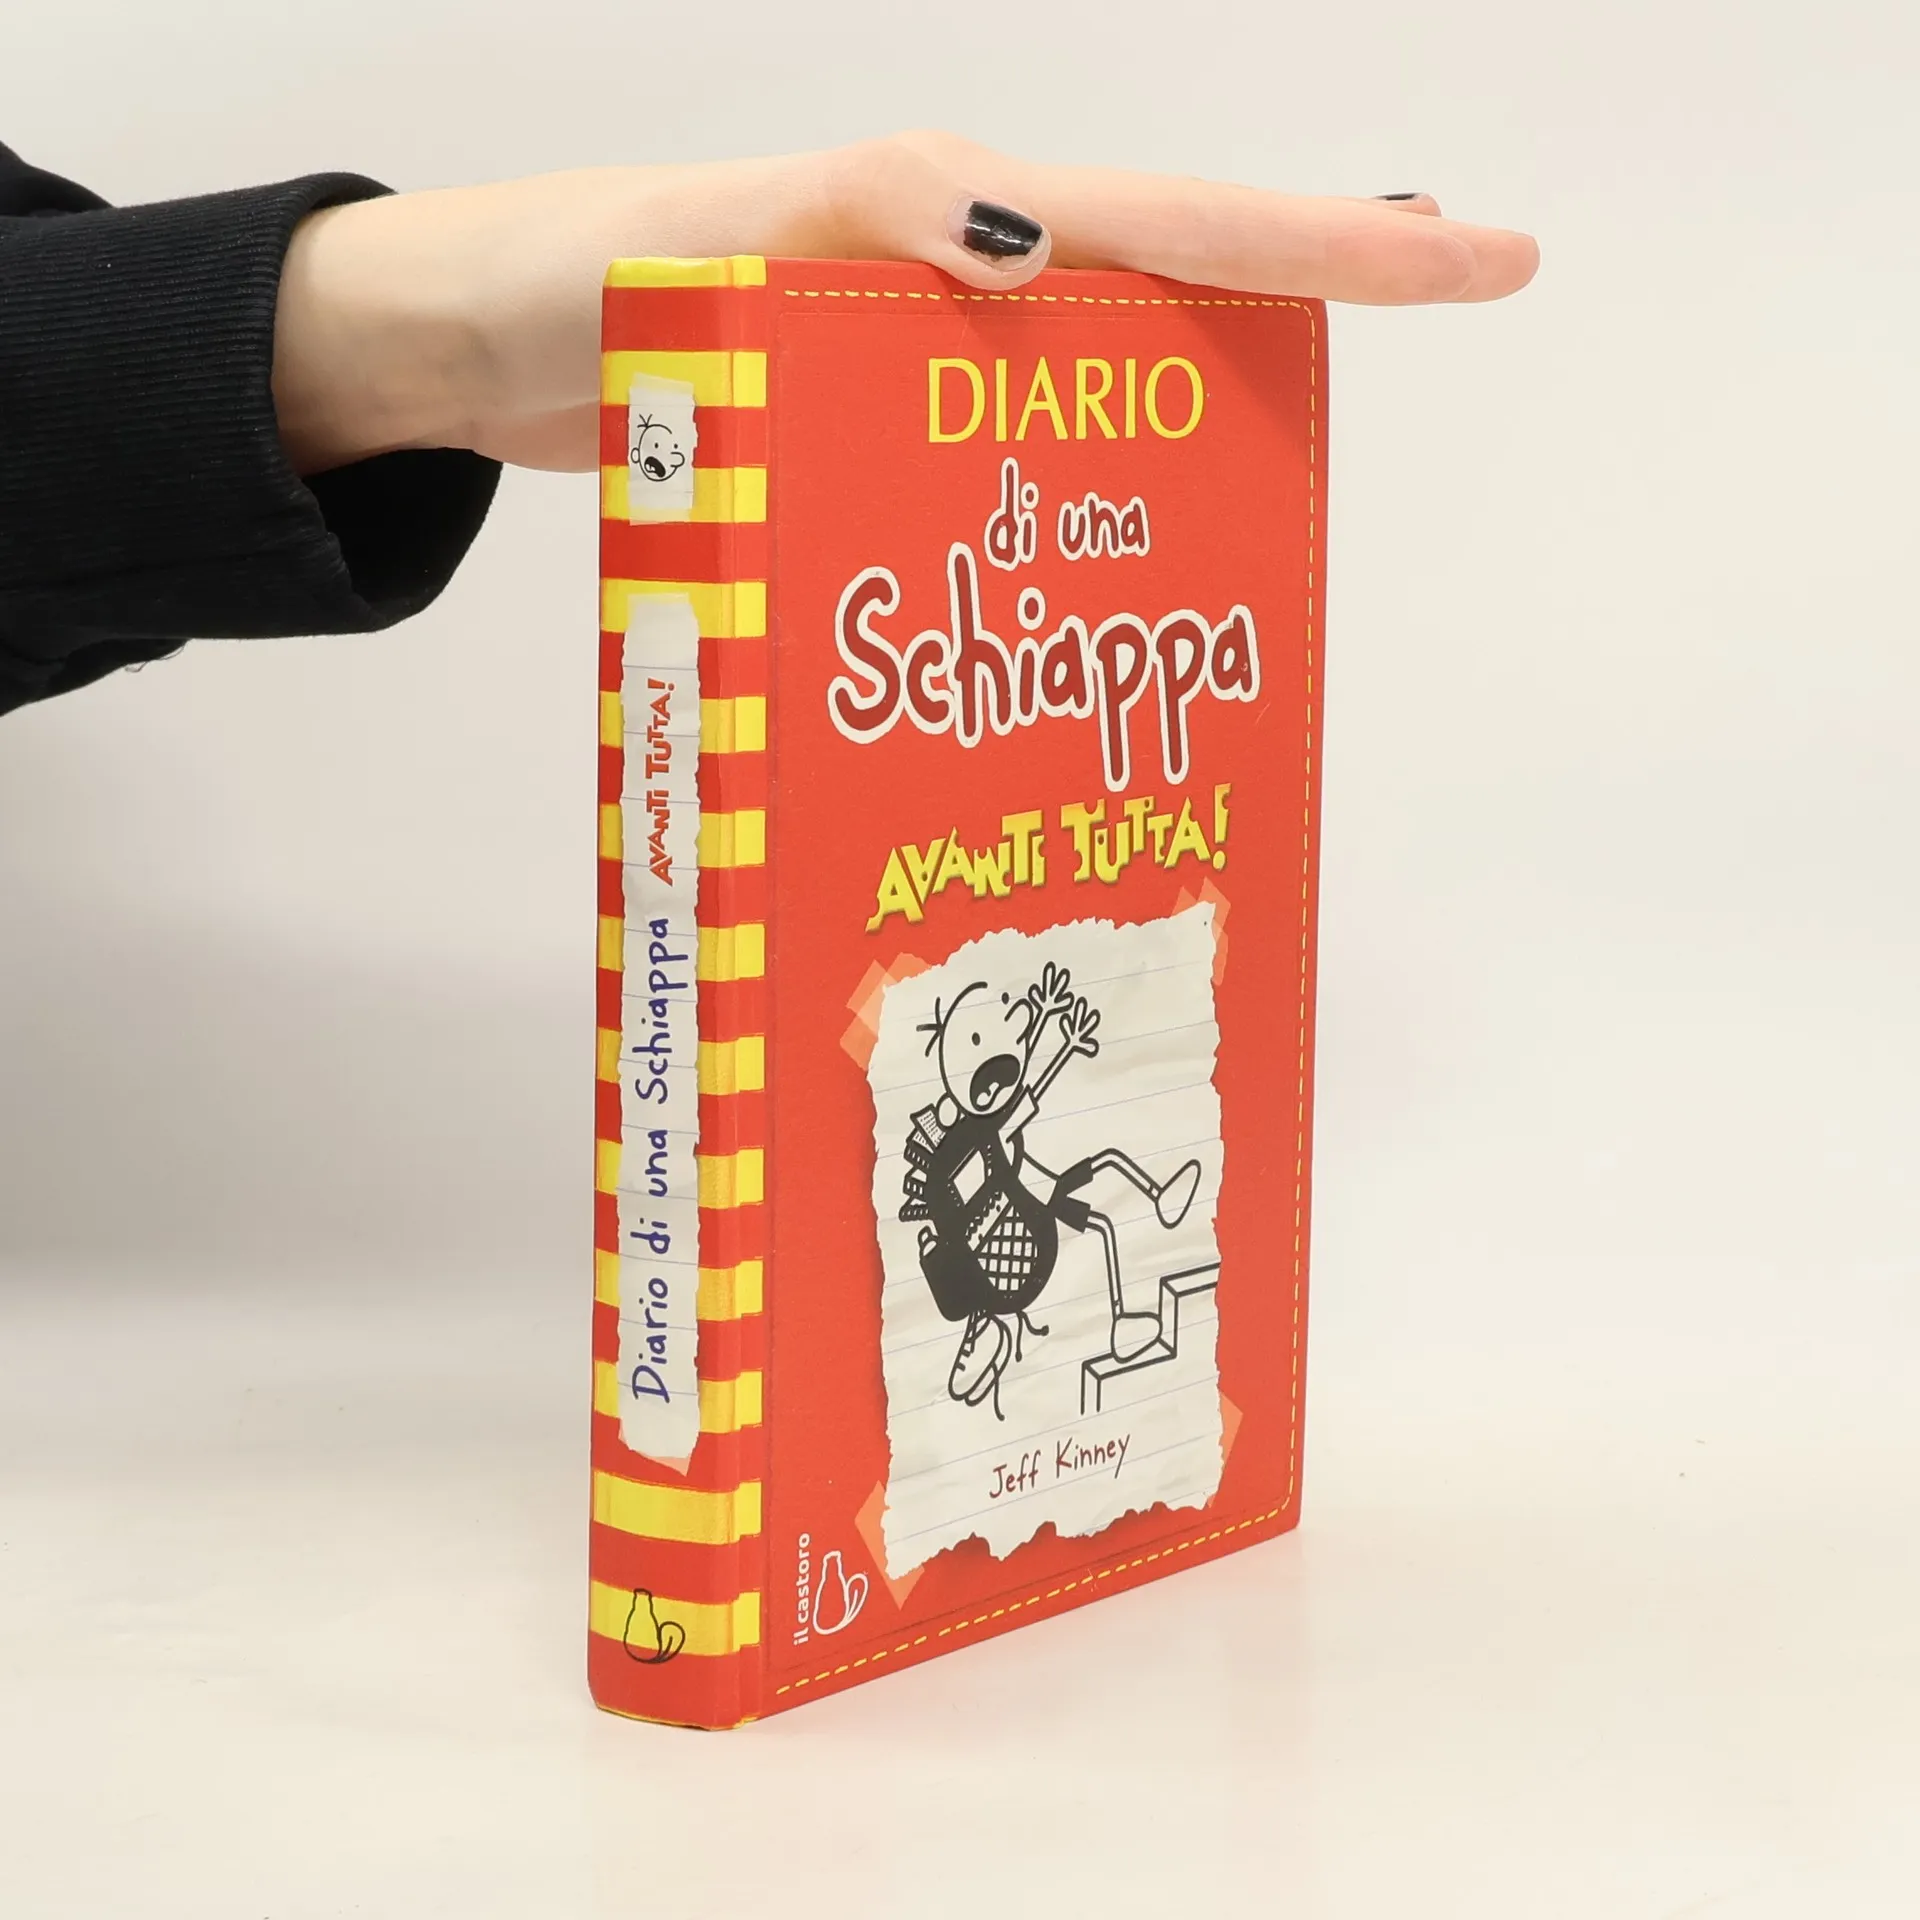 DIARIO
di una
Schiappa
AVANTI TUTTA!
Jeff Kinney
il castoro
Diario di una Schiappa AVANTI TUTTA!